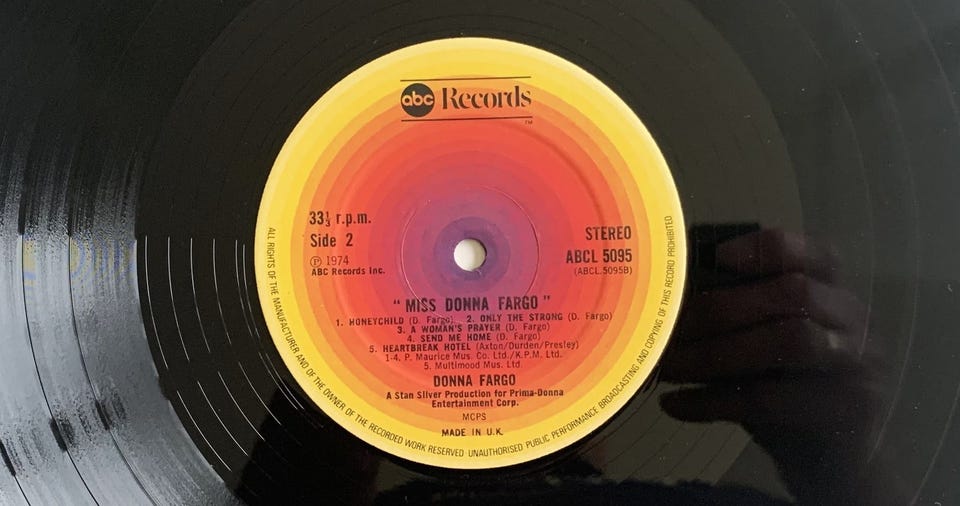 abc Records
TM
33⅓ r.p.m.
Side 2
Ⓟ 1974
ABC Records Inc.
STEREO
ABCL 5095
(ABCL.5095B)
" MISS DONNA FARGO "
1. HONEYCHILD (D. Fargo). 2. ONLY THE STRONG (D. Fargo)
3. A WOMAN'S PRAYER (D. Fargo)
4. SEND ME HOME (D. Fargo)
5. HEARTBREAK HOTEL (Axton/Durden/Presley)
1-4. P. Maurice Mus. Co. Ltd./K.P.M. Ltd.
5. Multimood Mus. Ltd.
DONNA FARGO
A Stan Silver Production for Prima-Donna
Entertainment Corp.
MCPS
MADE IN U.K.
ALL RIGHTS OF THE MANUFACTURER AND OF THE OWNER OF THE RECORDED WORK RESERVED · UNAUTHORISED PUBLIC PERFORMANCE BROADCASTING AND COPYING OF THIS RECORD PROHIBITED